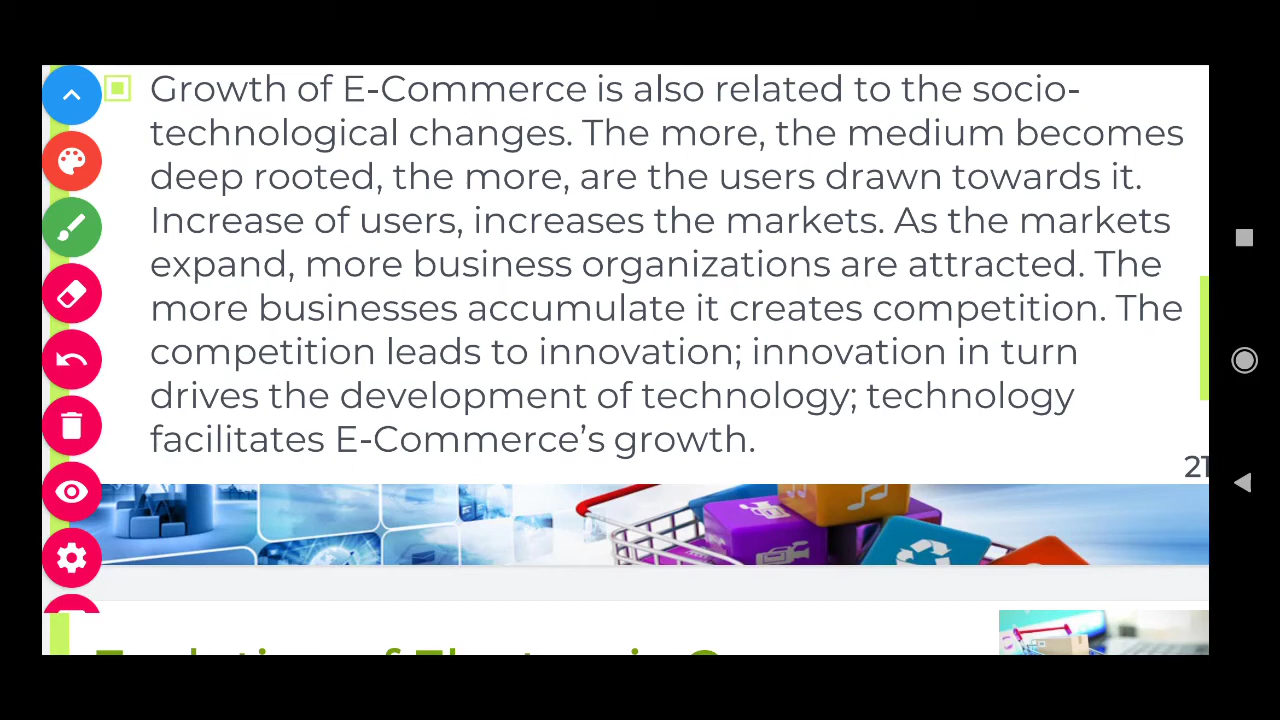 Growth of E-Commerce is also related to the socio-
technological changes. The more, the medium becomes
deep rooted, the more, are the users drawn towards it.
Increase of users, increases the markets. As the markets
expand, more business organizations are attracted. The
more businesses accumulate it creates competition. The
competition leads to innovation; innovation in turn
drives the development of technology; technology
facilitates E-Commerce’s growth.
21